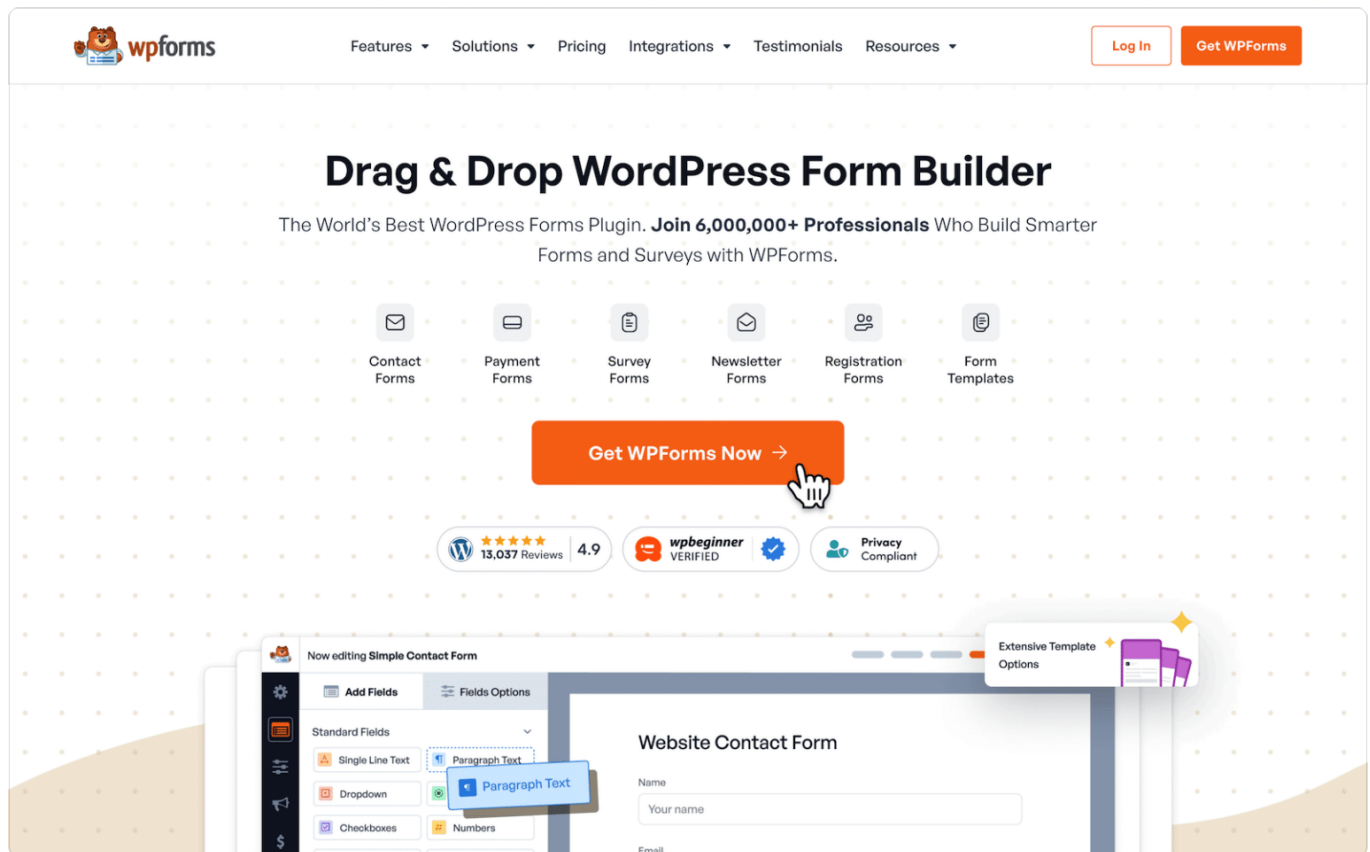 wpforms
Features
Solutions
Pricing
Integrations
Testimonials
Resources
Log In
Get WPForms
Drag & Drop WordPress Form Builder
The World's Best WordPress Forms Plugin. Join 6,000,000+ Professionals Who Build Smarter
Forms and Surveys with WPForms.
Contact
Forms
Payment
Forms
Survey
Forms
Newsletter
Forms
Registration
Forms
Form
Templates
Get WPForms Now →
13,037 Reviews
4.9
wpbeginner
VERIFIED
Privacy
Compliant
Extensive Template
Options
Now editing Simple Contact Form
Add Fields
Fields Options
Standard Fields
Single Line Text
Paragraph Text
Paragraph Text
Dropdown
Checkboxes
Numbers
Website Contact Form
Name
Your name
Email